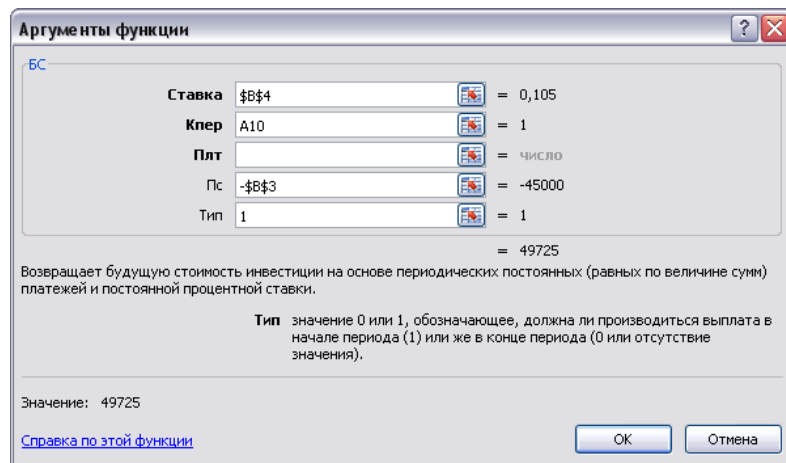 Аргументы функции
БС
Ставка $B$4 = 0,105
Кпер A10 = 1
Плт = число
Пс -$B$3 = -45000
Тип 1 = 1
= 49725
Возвращает будущую стоимость инвестиции на основе периодических постоянных (равных по величине сумм)
платежей и постоянной процентной ставки.
Тип значение 0 или 1, обозначающее, должна ли производиться выплата в
начале периода (1) или же в конце периода (0 или отсутствие
значения).
Значение: 49725
Справка по этой функции ОК Отмена